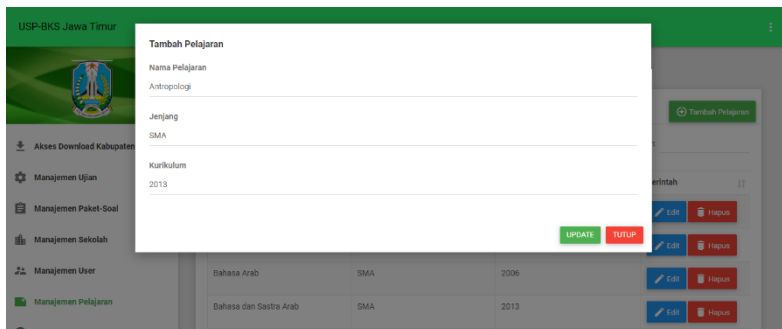 USP-BKS Jawa Timur
Tambah Pelajaran
Nama Pelajaran
Antropologi
Jenjang
SMA
Kurikulum
2013
UPDATE TUTUP
Tambah Pelajaran
Akses Download Kabupaten
Manajemen Ujian
Manajemen Paket-Soal
Manajemen Sekolah
Manajemen User
Manajemen Pelajaran
erintah
Edit Hapus
Edit Hapus
Bahasa Arab SMA 2006 Edit Hapus
Bahasa dan Sastra Arab SMA 2013 Edit Hapus